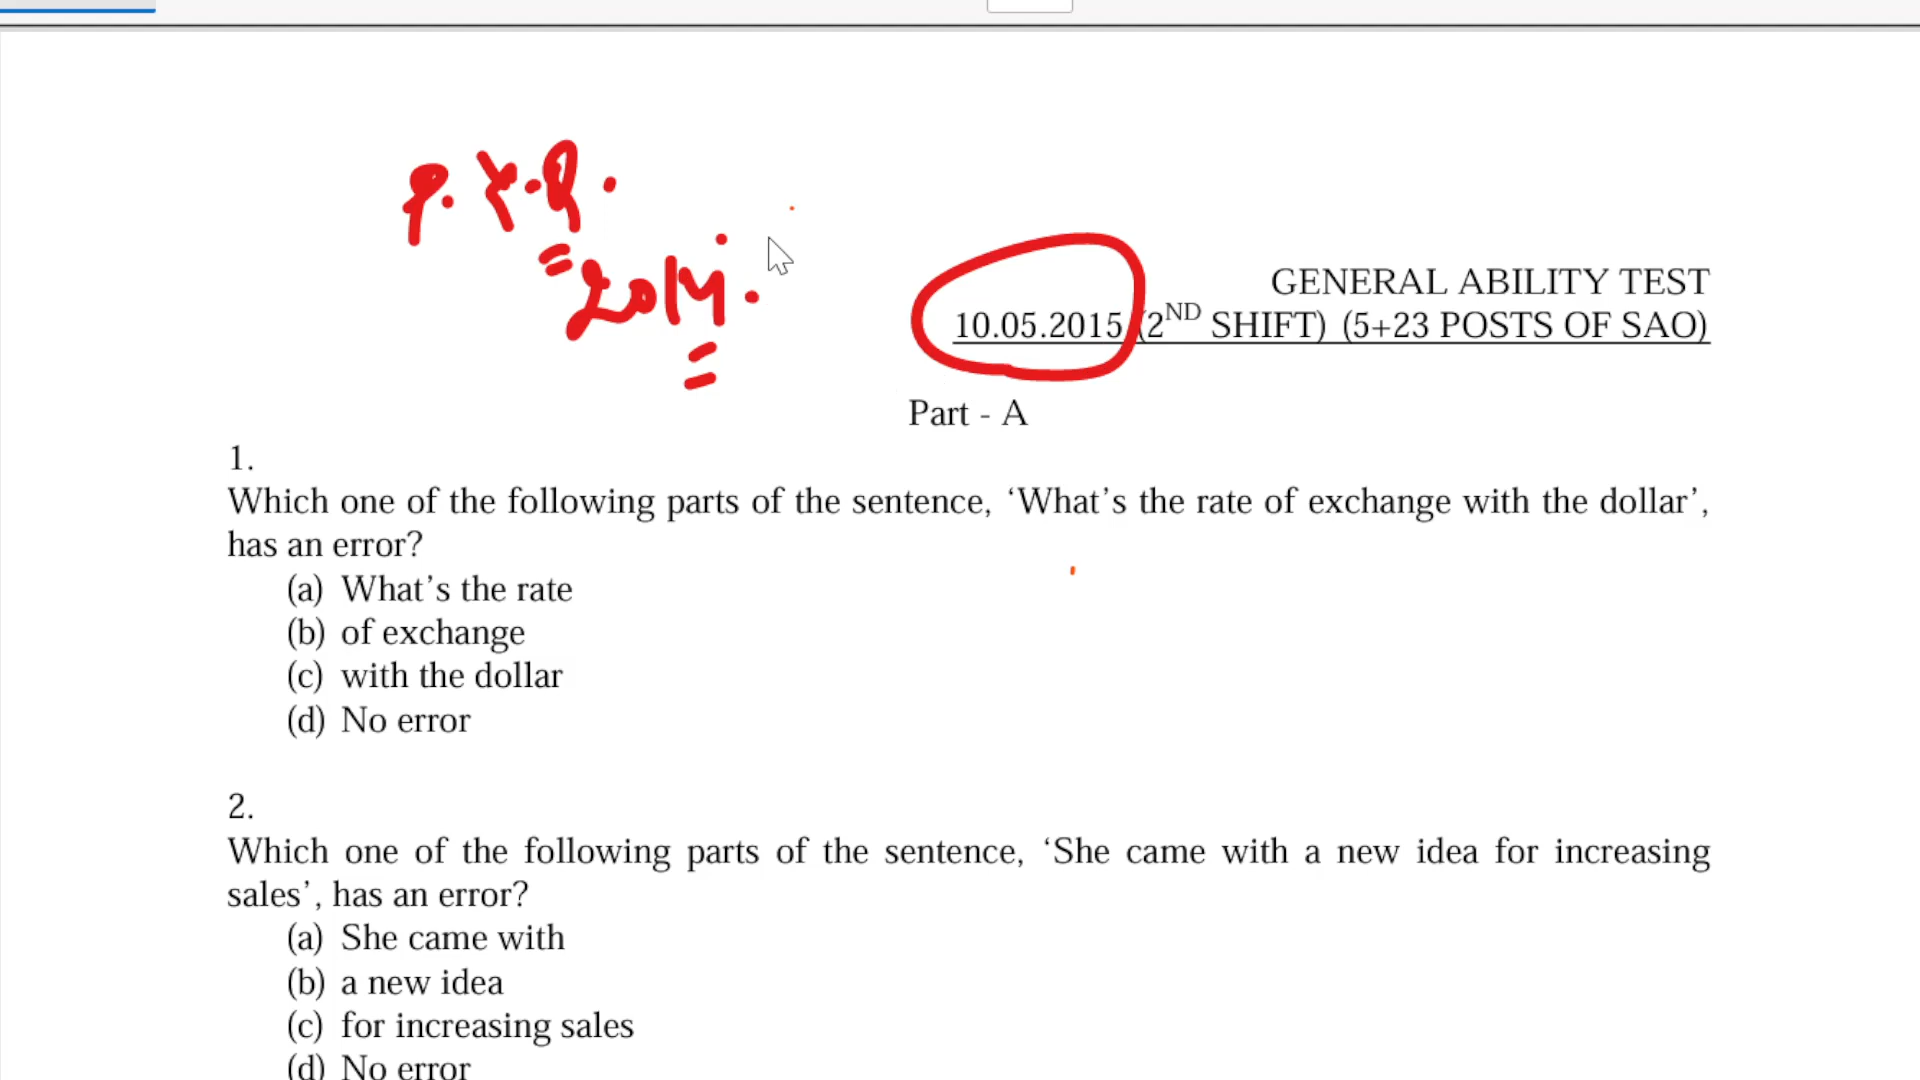 P.Y.Q.
=2014.
GENERAL ABILITY TEST
10.05.2015 (2ND SHIFT) (5+23 POSTS OF SAO)
Part - A
1.
Which one of the following parts of the sentence, ‘What’s the rate of exchange with the dollar’,
has an error?
(a) What’s the rate
(b) of exchange
(c) with the dollar
(d) No error
2.
Which one of the following parts of the sentence, ‘She came with a new idea for increasing
sales’, has an error?
(a) She came with
(b) a new idea
(c) for increasing sales
(d) No error